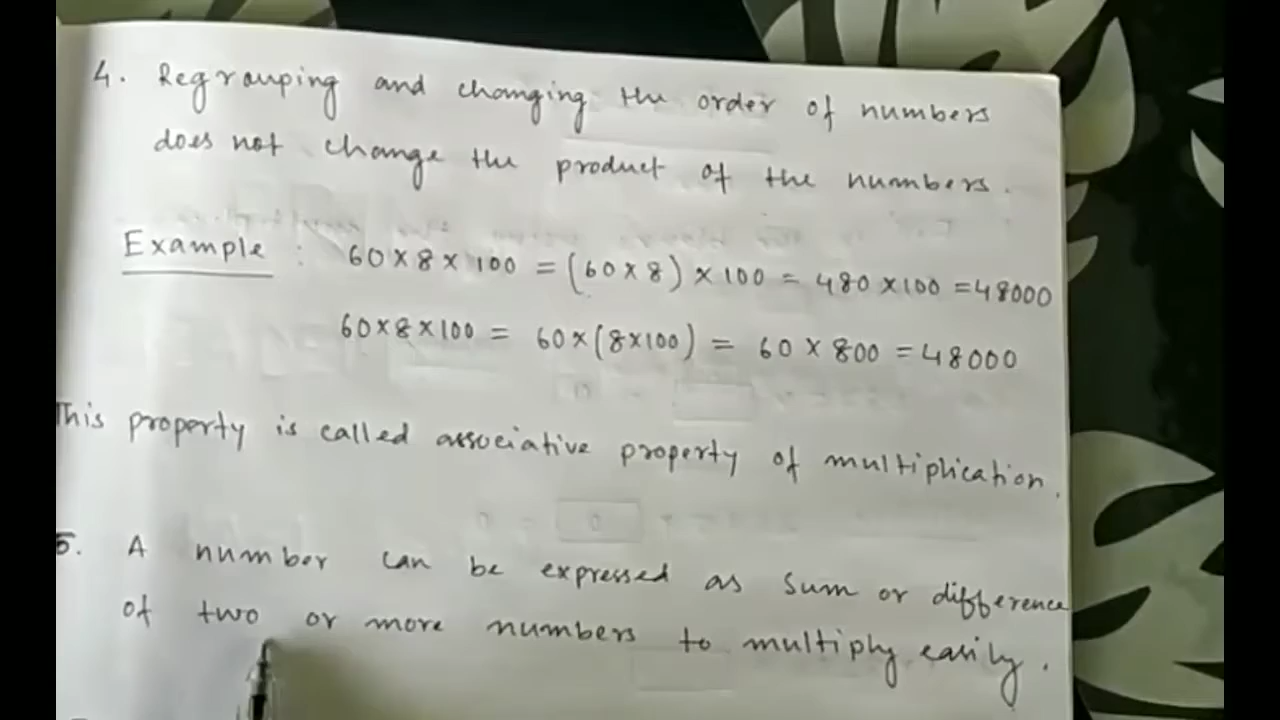 4. Regrouping and changing the order of numbers
does not change the product of the numbers.
Example : 60×8×100 = (60×8)×100 = 480×100 =48000
60×8×100 = 60×(8×100) = 60×800 =48000
This property is called associative property of multiplication.
5. A number can be expressed as sum or difference
of two or more numbers to multiply easily.